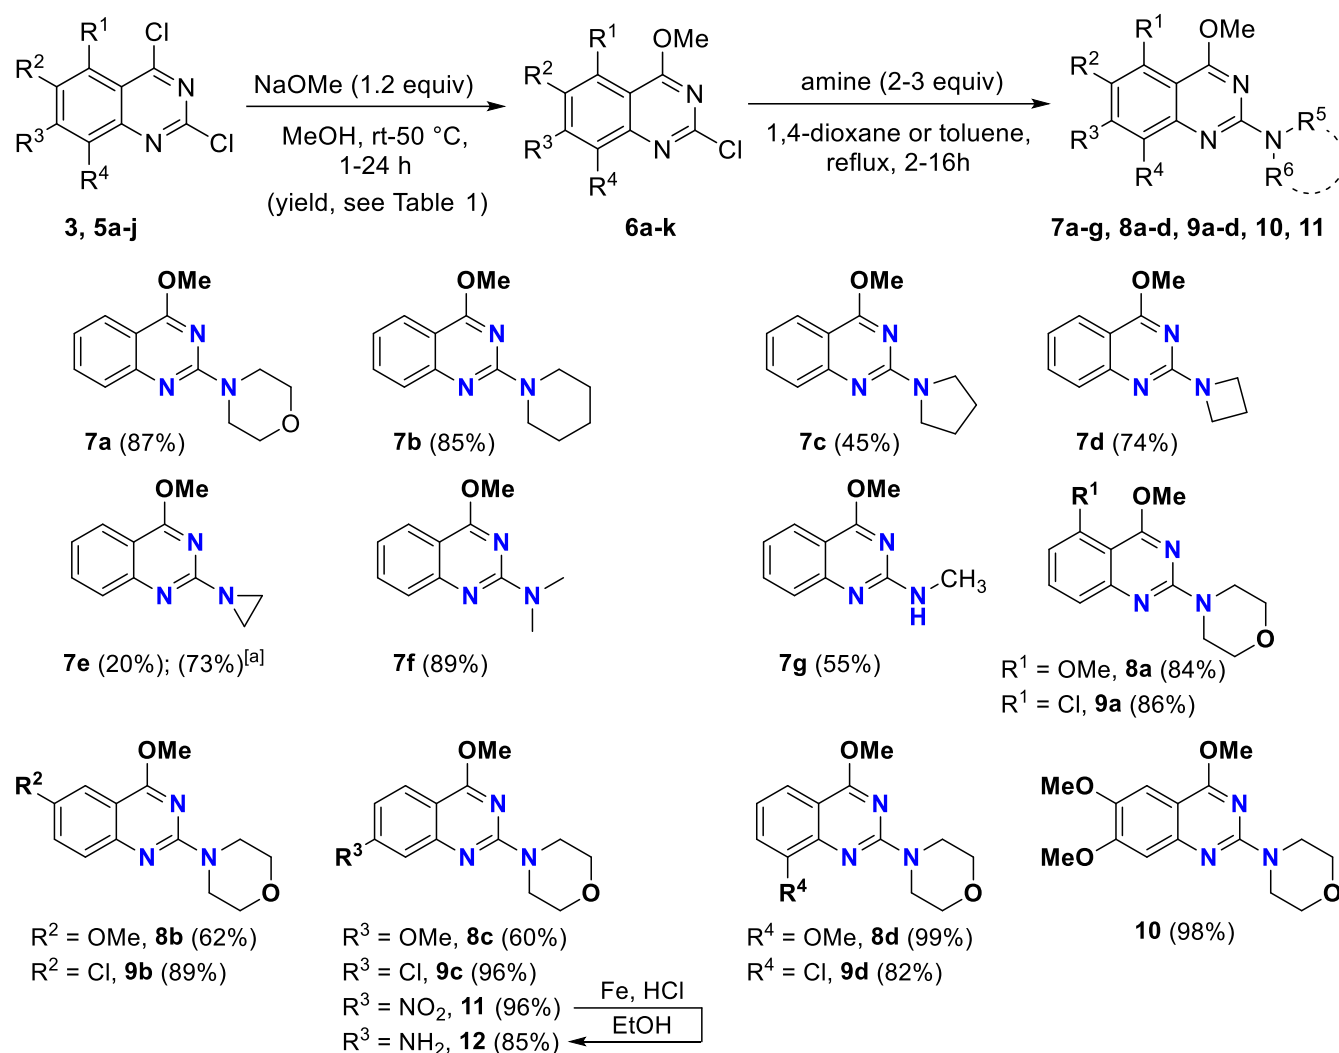 R¹ Cl R¹ OMe R¹ OMe
R² N NaOMe (1.2 equiv) R² N amine (2-3 equiv) R² N
R³ N Cl MeOH, rt-50 °C, R³ N Cl 1,4-dioxane or toluene, R³ N N R⁵
R⁴ 1-24 h R⁴ reflux, 2-16h R⁴ R⁶
(yield, see Table 1)
3, 5a-j 6a-k 7a-g, 8a-d, 9a-d, 10, 11
OMe OMe OMe OMe
N N N N
N N N N N N N N
O
7a (87%) 7b (85%) 7c (45%) 7d (74%)
OMe OMe OMe R¹ OMe
N N N N
N N N N N N CH₃ N N
H O
7e (20%); (73%)[a] 7f (89%) 7g (55%) R¹ = OMe, 8a (84%)
R¹ = Cl, 9a (86%)
OMe OMe OMe OMe
R² N N N MeO N
N N R³ N N N N MeO N N
O O R⁴ O O
R² = OMe, 8b (62%) R³ = OMe, 8c (60%) R⁴ = OMe, 8d (99%) 10 (98%)
R² = Cl, 9b (89%) R³ = Cl, 9c (96%) R⁴ = Cl, 9d (82%)
R³ = NO₂, 11 (96%) Fe, HCl
R³ = NH₂, 12 (85%) EtOH